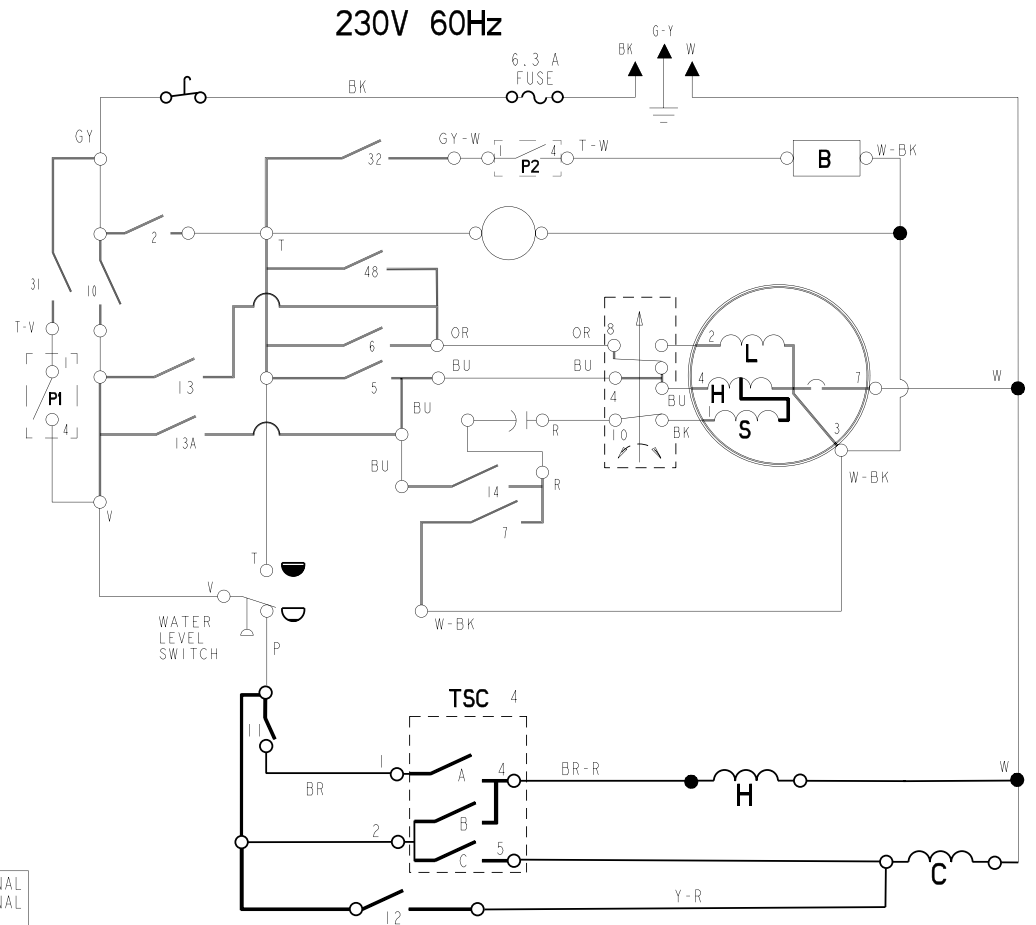 230V 60Hz
G-Y
BK
W
6.3 A
FUSE
BK
GY
GY-W
1
4
T-W
W-BK
32
P2
B
2
T
31
10
48
T-V
6
OR
OR
8
2
L
1
13
5
BU
BU
4
H
7
W
P1
4
BU
4
BU
1
S
13A
R
10
BK
3
BU
14
R
W-BK
V
7
T
V
W-BK
WATER
LEVEL
SWITCH
P
TSC 4
11
1
A
4
BR-R
W
BR
H
2
B
C
5
C
NAL
NAL
12
Y-R